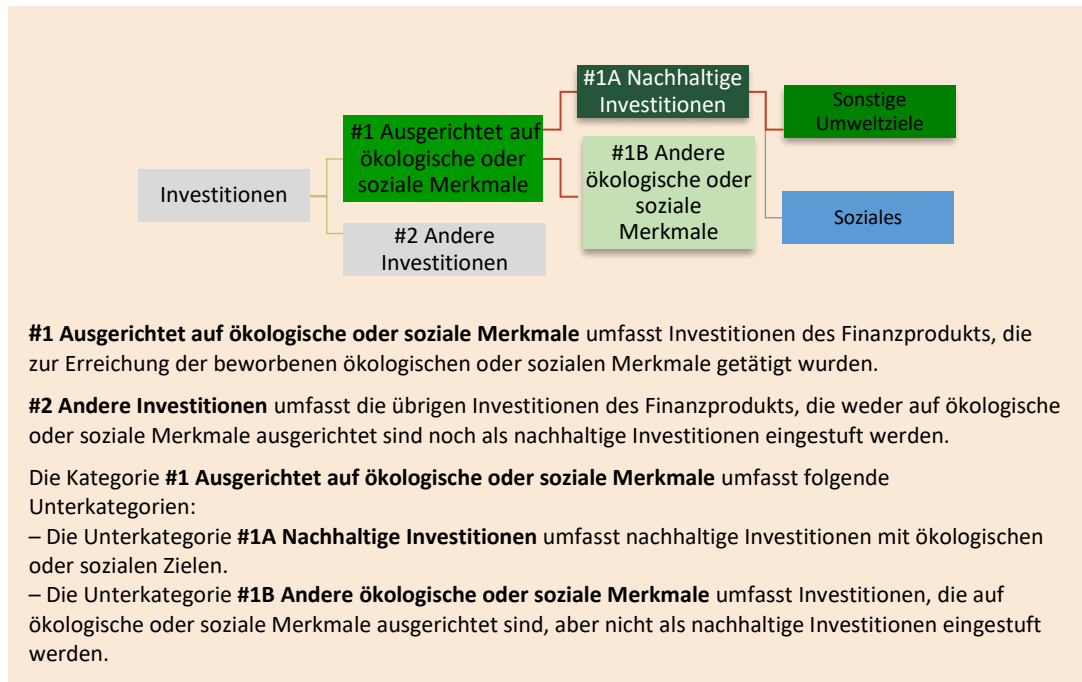 #1A Nachhaltige
Investitionen
Sonstige
Umweltziele
#1 Ausgerichtet auf
ökologische oder
soziale Merkmale
#1B Andere
ökologische oder
soziale
Merkmale
Investitionen
Soziales
#2 Andere
Investitionen
#1 Ausgerichtet auf ökologische oder soziale Merkmale umfasst Investitionen des Finanzprodukts, die
zur Erreichung der beworbenen ökologischen oder sozialen Merkmale getätigt wurden.
#2 Andere Investitionen umfasst die übrigen Investitionen des Finanzprodukts, die weder auf ökologische
oder soziale Merkmale ausgerichtet sind noch als nachhaltige Investitionen eingestuft werden.
Die Kategorie #1 Ausgerichtet auf ökologische oder soziale Merkmale umfasst folgende
Unterkategorien:
– Die Unterkategorie #1A Nachhaltige Investitionen umfasst nachhaltige Investitionen mit ökologischen
oder sozialen Zielen.
– Die Unterkategorie #1B Andere ökologische oder soziale Merkmale umfasst Investitionen, die auf
ökologische oder soziale Merkmale ausgerichtet sind, aber nicht als nachhaltige Investitionen eingestuft
werden.